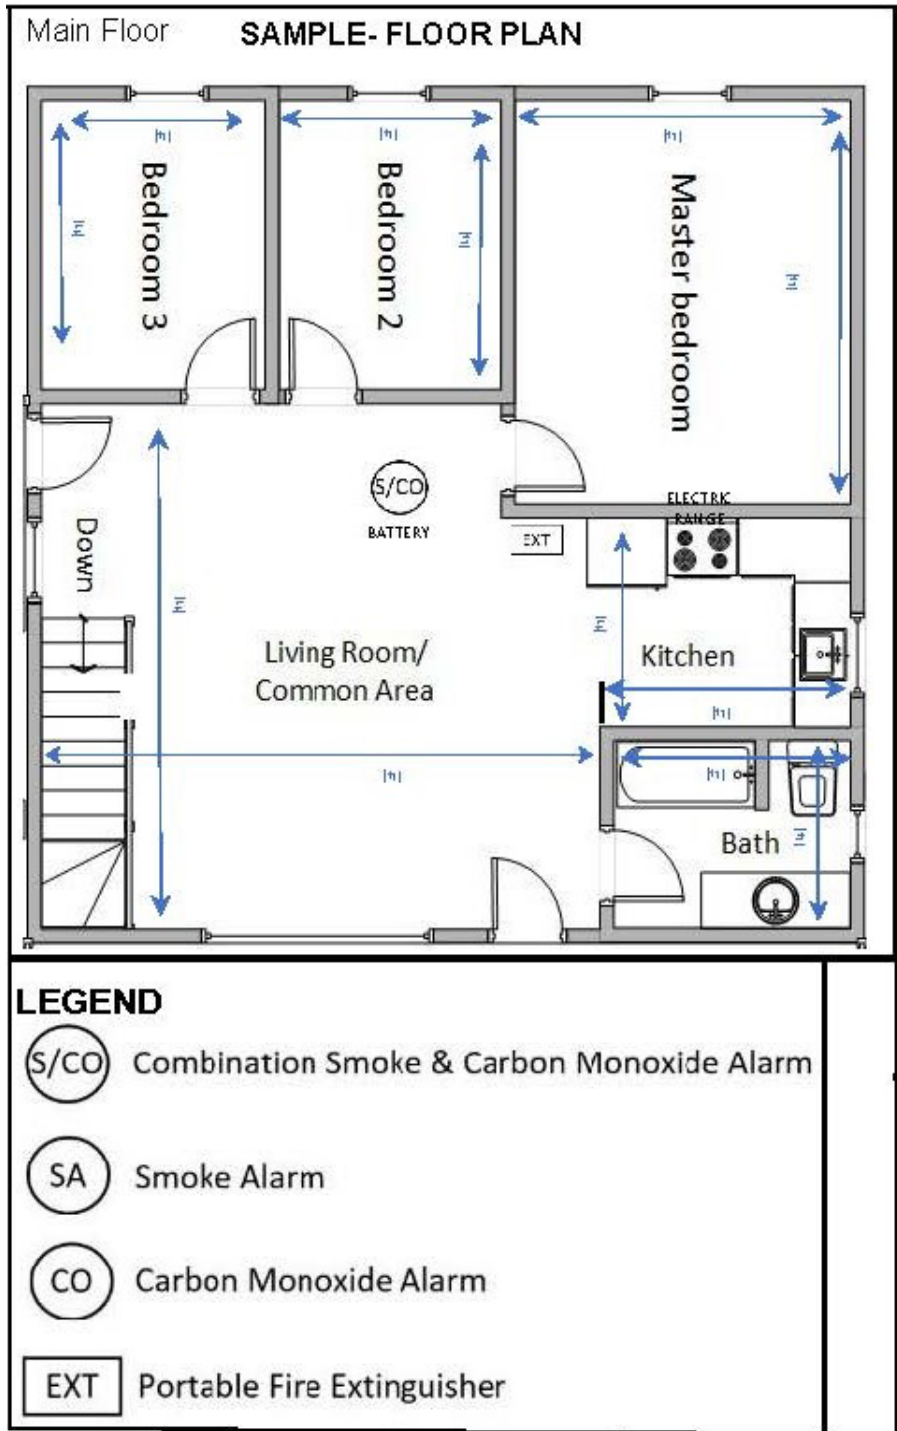 Main Floor
SAMPLE- FLOOR PLAN
Bedroom 3
Bedroom 2
Master bedroom
S/CO
BATTERY
ELECTRIC
RANGE
EXT
Down
Living Room/
Common Area
Kitchen
Bath
LEGEND
S/CO Combination Smoke & Carbon Monoxide Alarm
SA Smoke Alarm
CO Carbon Monoxide Alarm
EXT Portable Fire Extinguisher